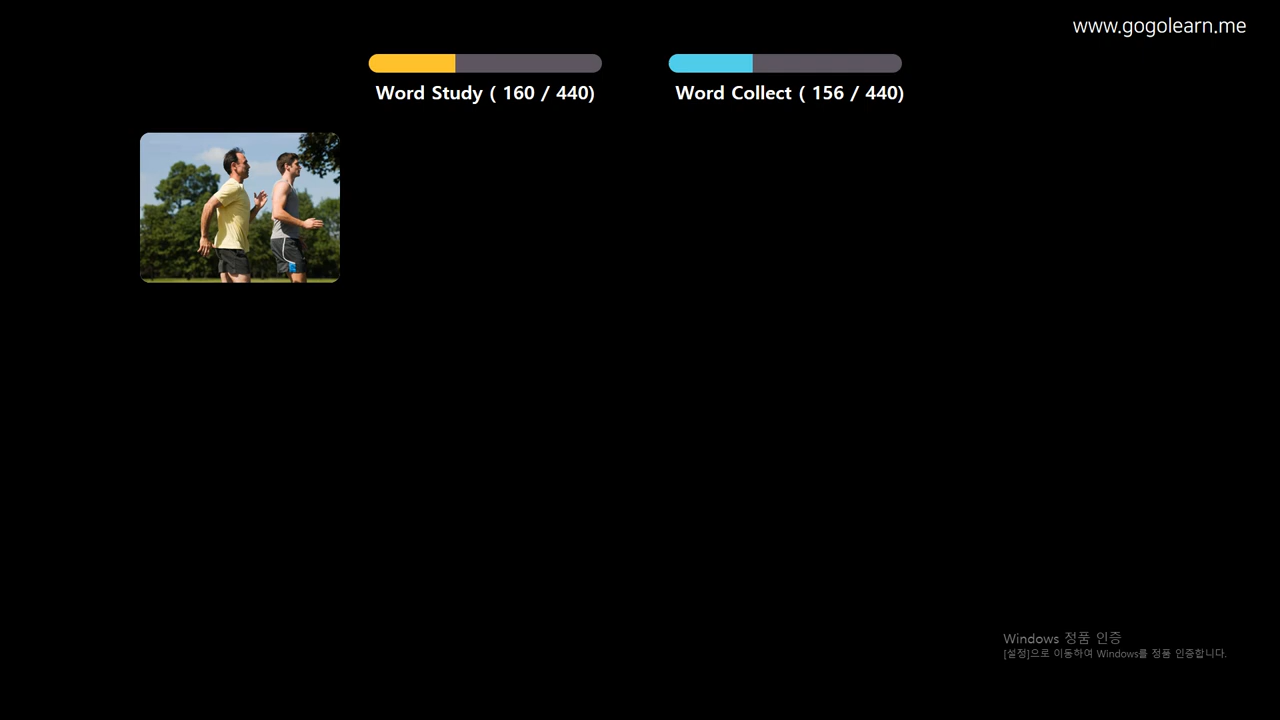 www.gogolearn.me
Word Study ( 160 / 440)
Word Collect ( 156 / 440)
Windows 정품 인증
[설정]으로 이동하여 Windows를 정품 인증합니다.